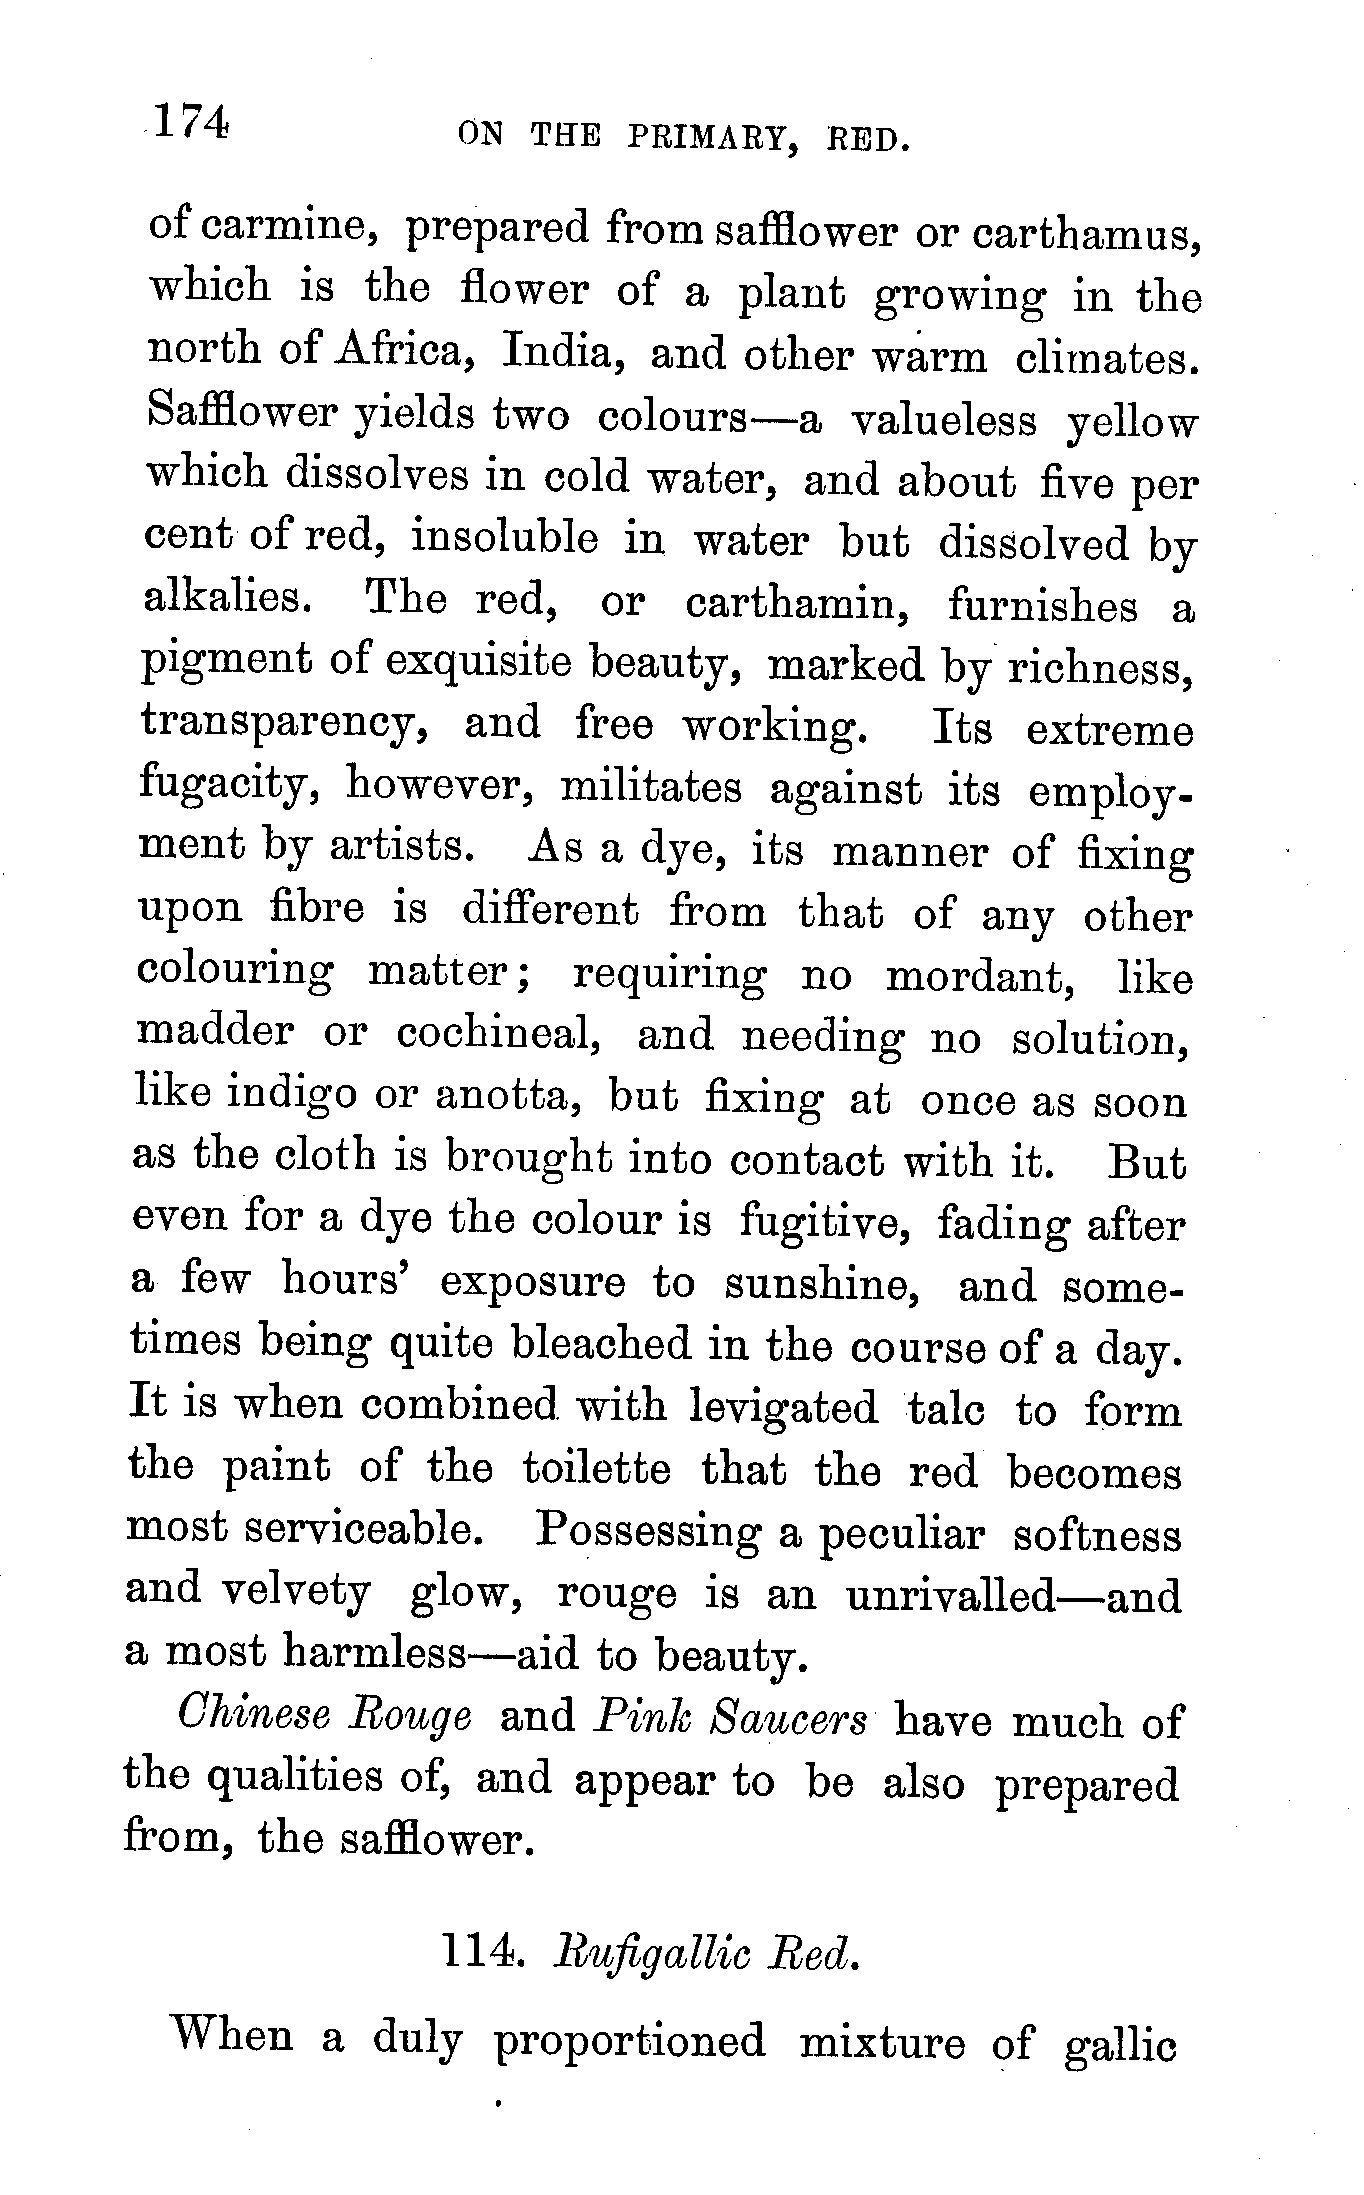 174
ON THE PRIMARY, RED.
of carmine, prepared from safflower or carthamus,
which is the flower of a plant growing in the
north of Africa, India, and other warm climates.
Safflower yields two colours—a valueless yellow
which dissolves in cold water, and about five per
cent of red, insoluble in water but dissolved by
alkalies. The red, or carthamin, furnishes a
pigment of exquisite beauty, marked by richness,
transparency, and free working. Its extreme
fugacity, however, militates against its employ-
ment by artists. As a dye, its manner of fixing
upon fibre is different from that of any other
colouring matter; requiring no mordant, like
madder or cochineal, and needing no solution,
like indigo or anotta, but fixing at once as soon
as the cloth is brought into contact with it. But
even for a dye the colour is fugitive, fading after
a few hours’ exposure to sunshine, and some-
times being quite bleached in the course of a day.
It is when combined with levigated talc to form
the paint of the toilette that the red becomes
most serviceable. Possessing a peculiar softness
and velvety glow, rouge is an unrivalled—and
a most harmless—aid to beauty.
Chinese Rouge and Pink Saucers have much of
the qualities of, and appear to be also prepared
from, the safflower.
114. Rufigallic Red.
When a duly proportioned mixture of gallic